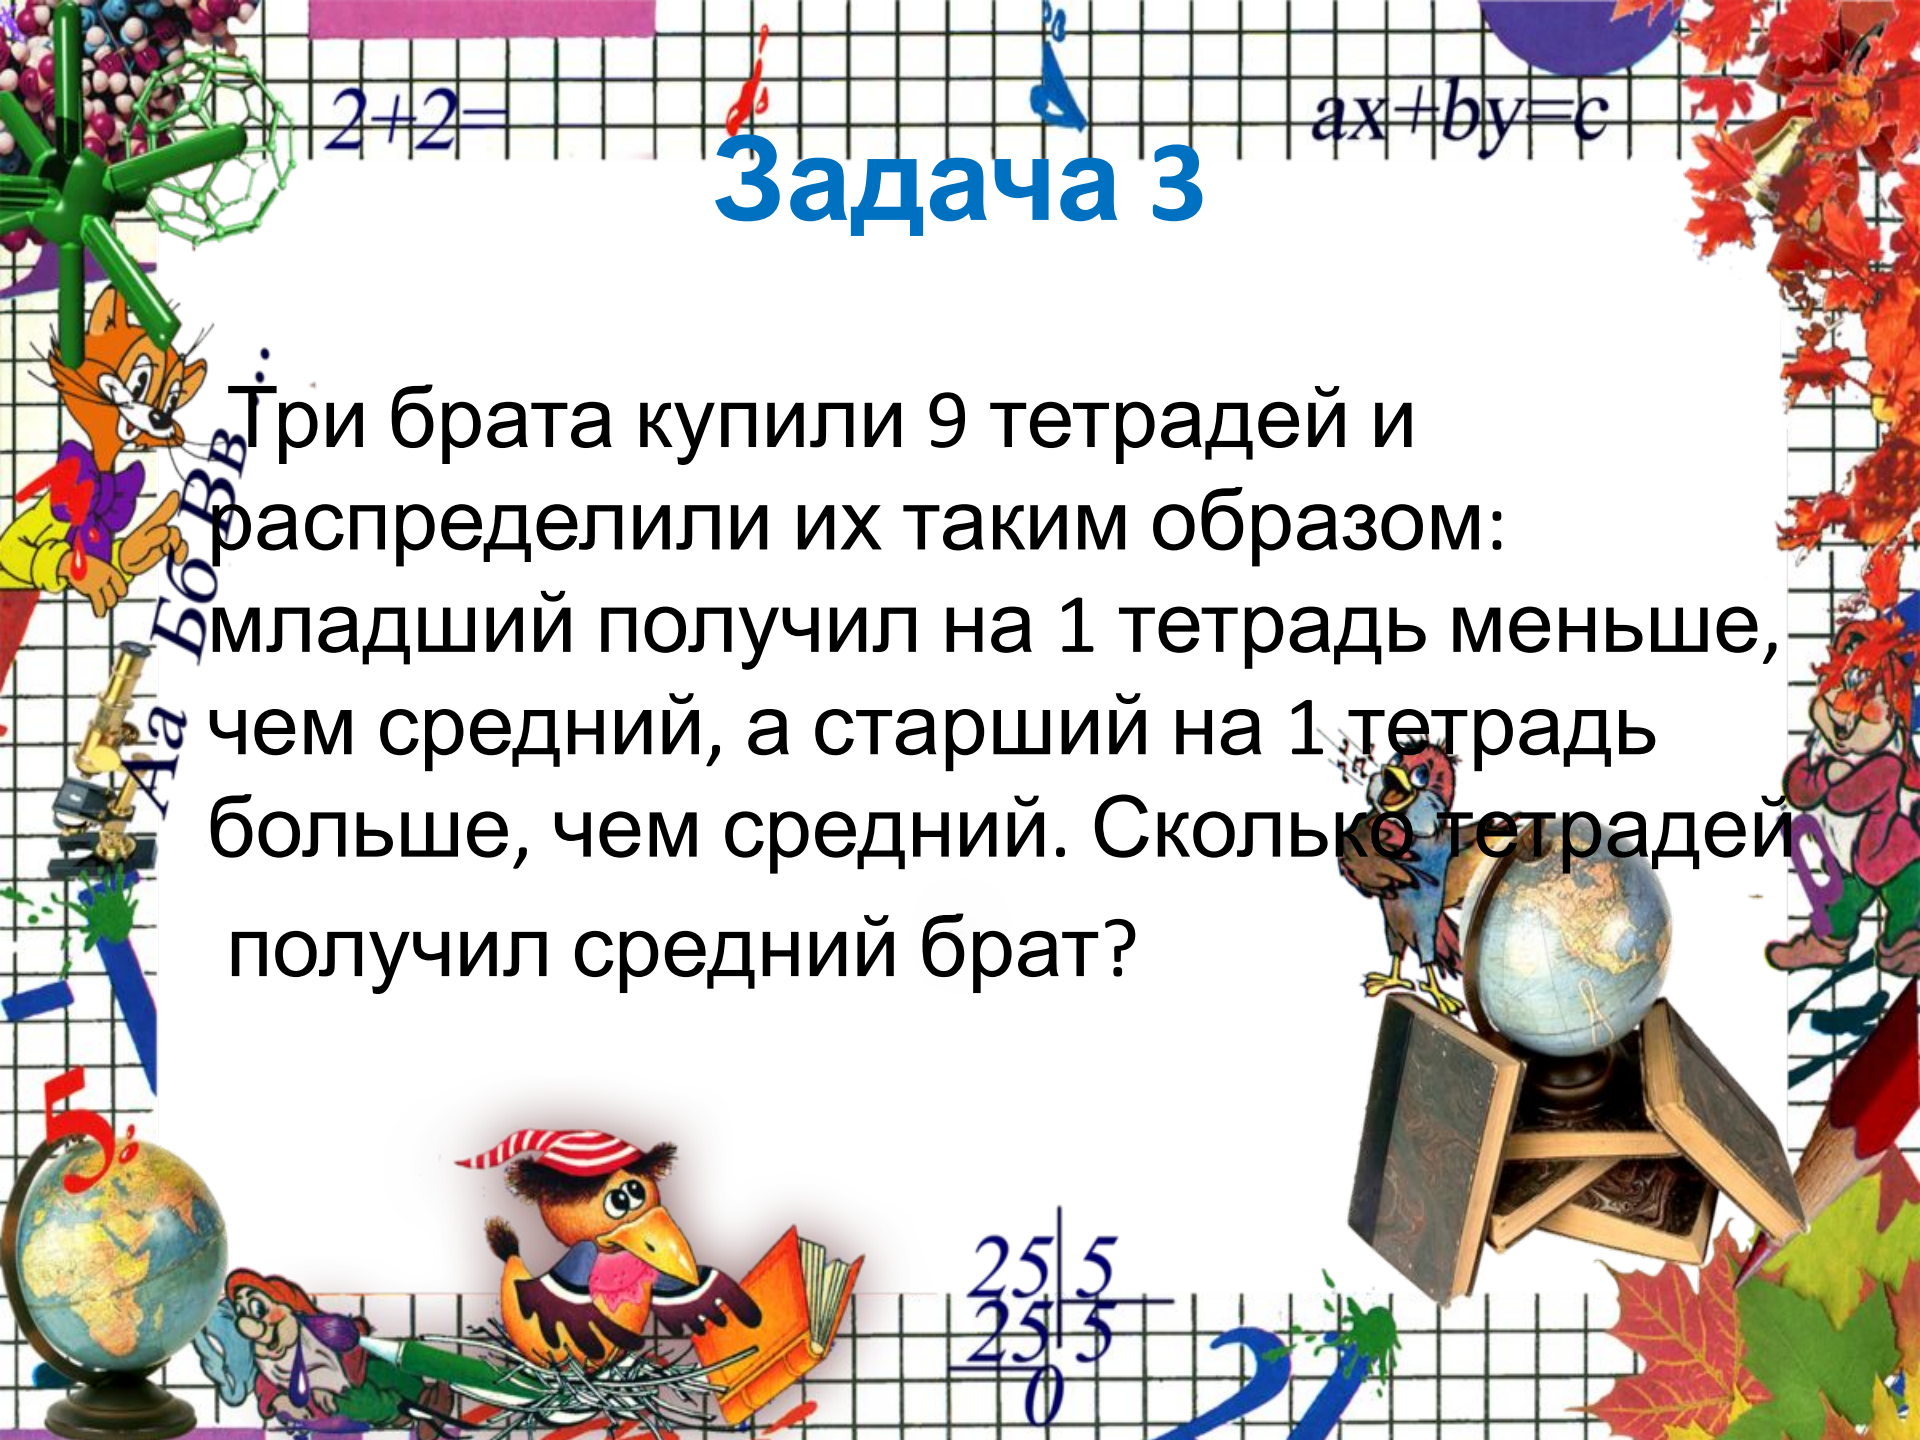 2+2=
ax+by=c
Задача 3
Три брата купили 9 тетрадей и
распределили их таким образом:
младший получил на 1 тетрадь меньше,
чем средний, а старший на 1 тетрадь
больше, чем средний. Сколько тетрадей
получил средний брат?
Аа Бб Вв...
5
25 5
25 5
0